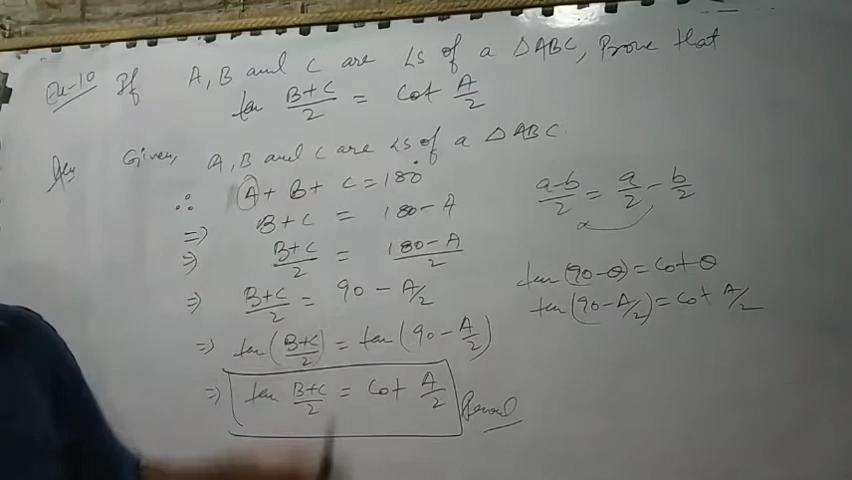 Qu-10 If A, B and C are ∠s of a △ABC, Prove that
tan B+C/2 = Cot A/2
Given, A, B and C are ∠s of a △ABC.
∴ A + B + C = 180°
⇒ B+C = 180-A
⇒ B+C/2 = 180-A/2
⇒ B+C/2 = 90 - A/2
⇒ tan(B+C/2) = tan(90 - A/2)
⇒ tan B+C/2 = Cot A/2 Proved
a-b/2 = a/2 - b/2
tan(90-θ) = Cot θ
tan(90-A/2) = Cot A/2